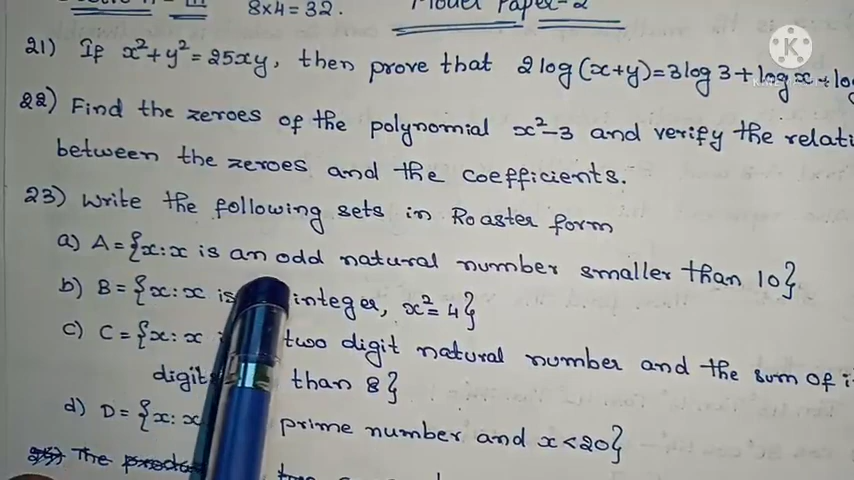 8x4=32.
Model Paper-2
21) If x²+y²=25xy, then prove that 2log(x+y)=3log3+logx+log
22) Find the zeroes of the polynomial x²-3 and verify the
between the zeroes and the coefficients.
23) Write the following sets in Roaster form
a) A={x:x is an odd natural number smaller than 10}
b) B={x:x is integer, x²=4}
c) C={x:x two digit natural number and the sum of
digit than 8}
d) D={x:x prime number and x<20}
The
K